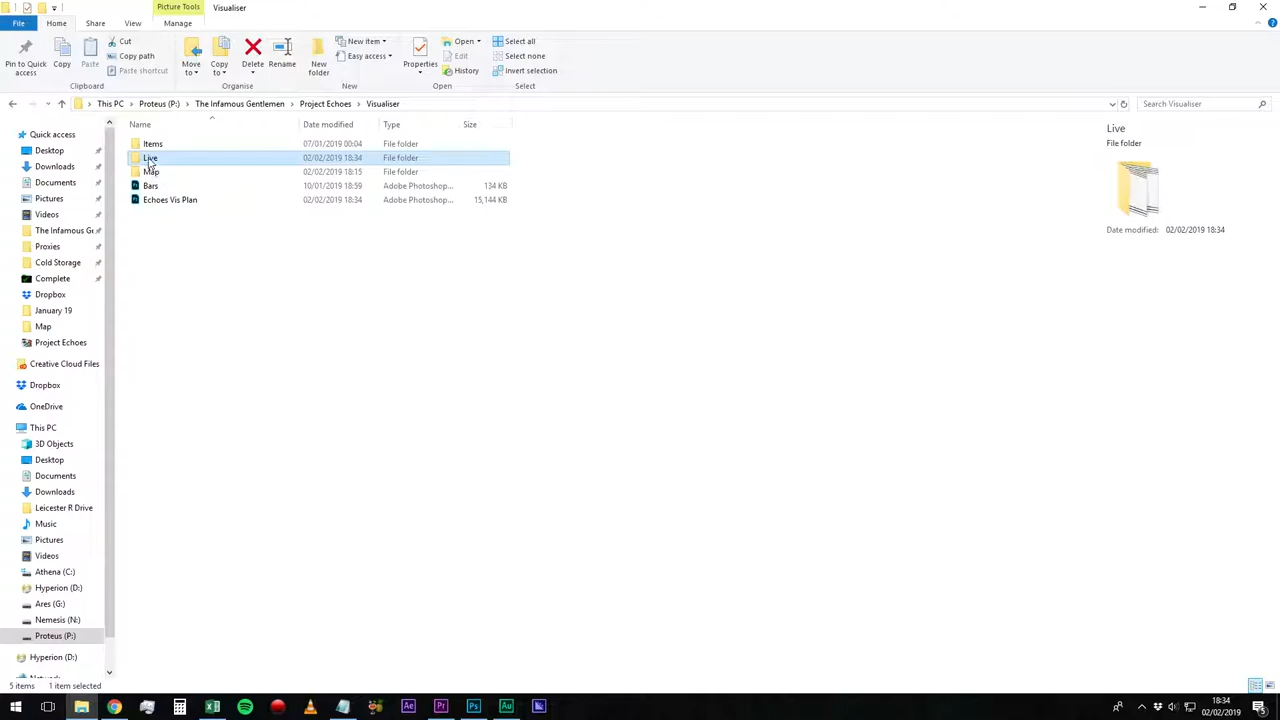 Picture Tools Visualiser
File Home Share View Manage
Pin to Quick access
Copy
Paste
Cut
Copy path
Paste shortcut
Clipboard
Move to
Copy to
Delete
Rename
Organise
New folder
New item
Easy access
New
Properties
Open
Edit
History
Open
Select all
Select none
Invert selection
Select
This PC Proteus (P:) The Infamous Gentlemen Project Echoes Visualiser
Search Visualiser
Name Date modified Type Size
Items 07/01/2019 00:04 File folder
Live 02/02/2019 18:34 File folder
Map 02/02/2019 18:15 File folder
Bars 10/01/2019 18:59 Adobe Photoshop... 134 KB
Echoes Vis Plan 02/02/2019 18:34 Adobe Photoshop... 15,144 KB
Live
File folder
Date modified: 02/02/2019 18:34
Quick access
Desktop
Downloads
Documents
Pictures
Videos
The Infamous Ge
Proxies
Cold Storage
Complete
Dropbox
January 19
Map
Project Echoes
Creative Cloud Files
Dropbox
OneDrive
This PC
3D Objects
Desktop
Documents
Downloads
Leicester R Drive
Music
Pictures
Videos
Athena (C:)
Hyperion (D:)
Ares (G:)
Nemesis (N:)
Proteus (P:)
Hyperion (D:)
5 items 1 item selected
Ae Pr Ps Au
18:34
02/02/2019
5